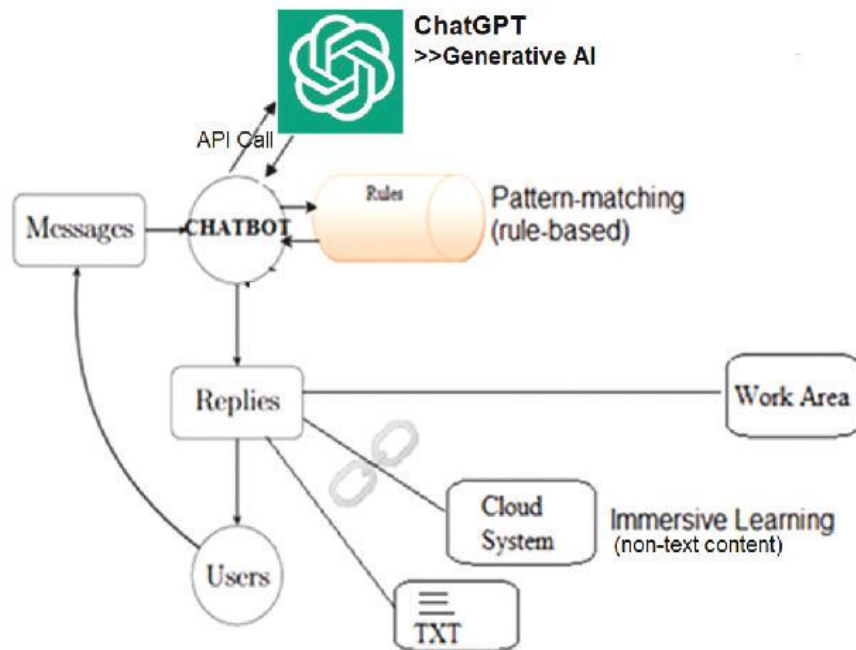 ChatGPT
>>Generative AI
API Call
Rules
Pattern-matching
(rule-based)
Messages
CHATBOT
Replies
Work Area
Cloud
System
Immersive Learning
(non-text content)
Users
TXT